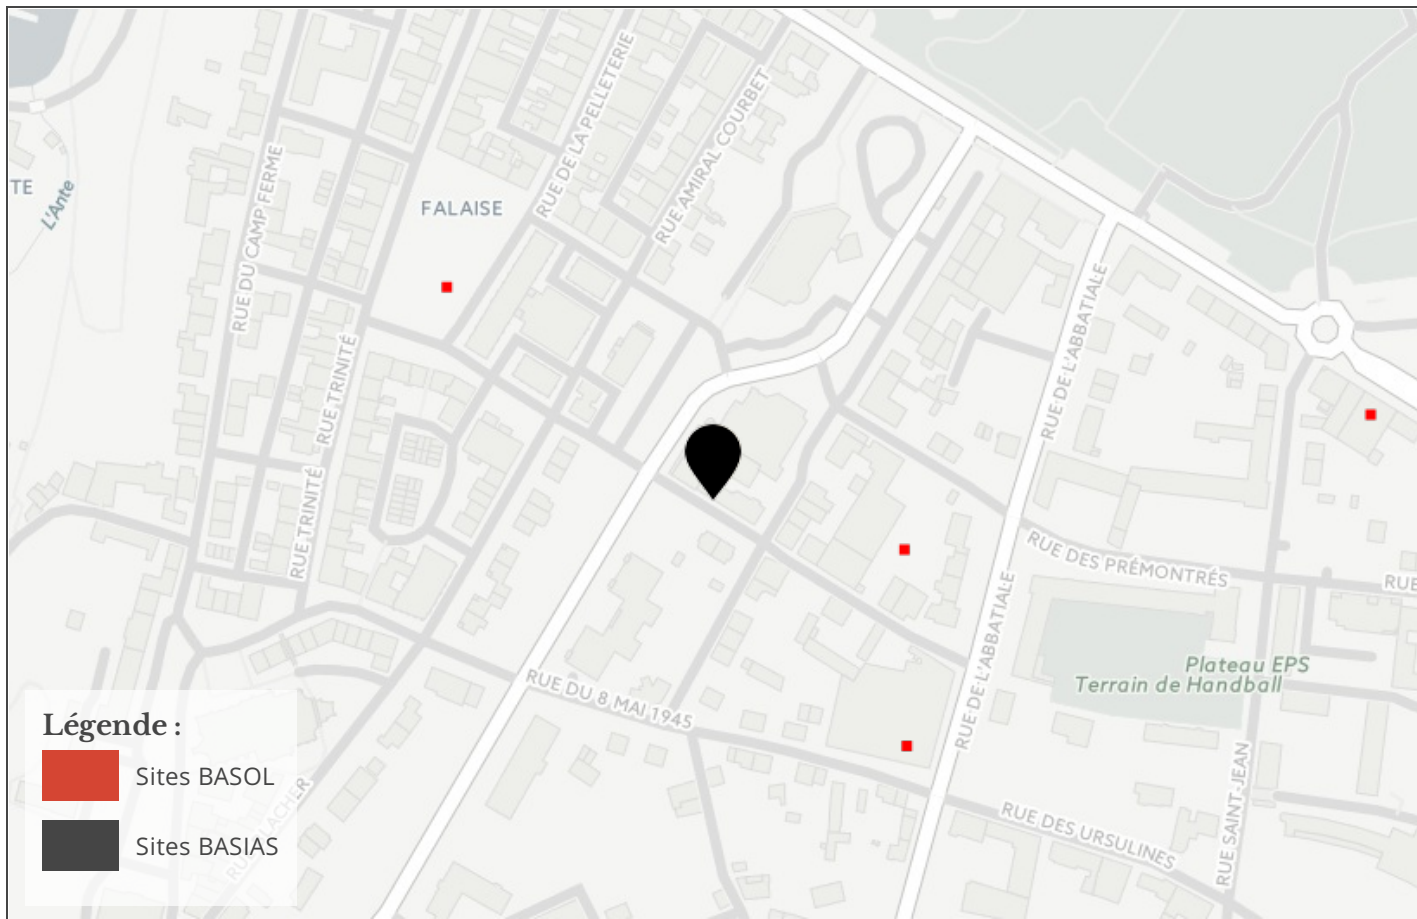 RUE DE LA PELLETERIE
RUE AMIRAL COURBET
RUE DU CAMP FERME
TE
L'Ante
FALAISE
RUE DE L'ABBATIALE
RUE TRINITÉ
RUE TRINITÉ
RUE DES PRÉMONTRÉS
RUE
RUE DE L'ABBATIALE
Plateau EPS
Terrain de Handball
RUE DU 8 MAI 1945
RUE SAINT-JEAN
RUE DES URSULINES
Légende :
Sites BASOL
Sites BASIAS